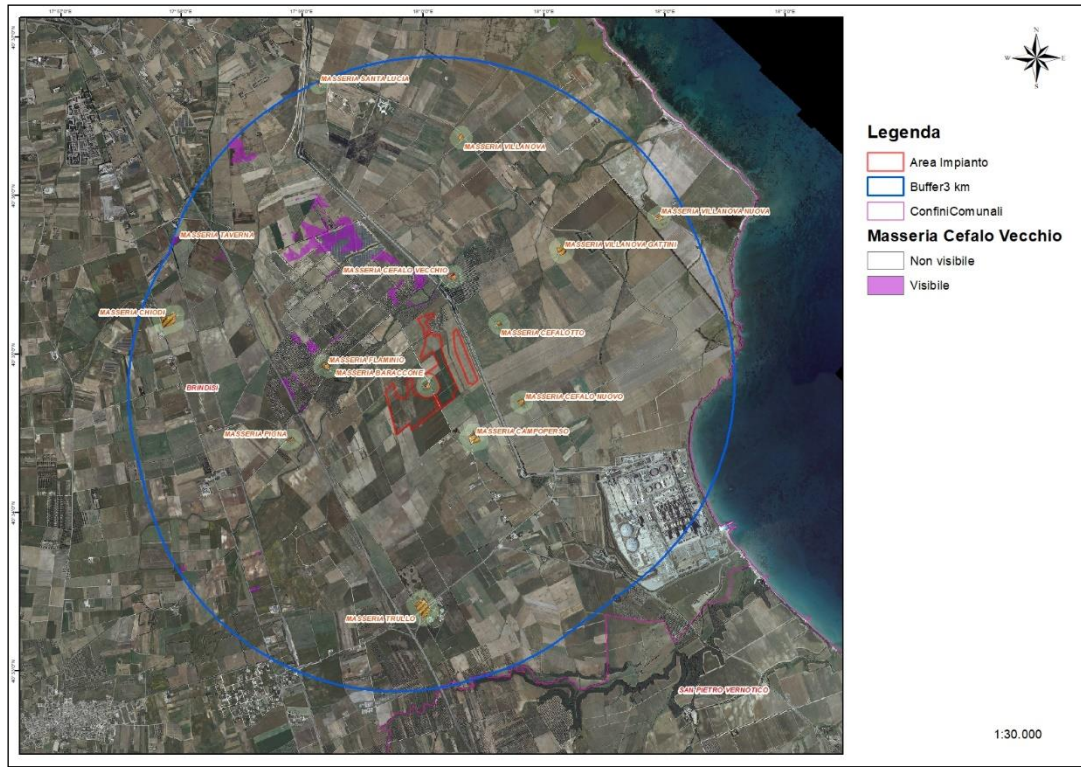 N
W E
S
Legenda
Area Impianto
Buffer3 km
ConfiniComunali
Masseria Cefalo Vecchio
Non visibile
Visibile
MASSERIA SANTA LUCIA
MASSERIA VILLANOVA
MASSERIA VILLANOVA NUOVA
MASSERIA TAVERNA
MASSERIA VILLANOVA GATTINI
MASSERIA CEFALO VECCHIO
MASSERIA CHIODI
MASSERIA CEFALOTTO
MASSERIA FLAMINIO
MASSERIA BARACCONE
BRINDISI
MASSERIA CEFALO NUOVO
MASSERIA PIGNA
MASSERIA CAMPOPERSO
MASSERIA TRULLO
SAN PIETRO VERNOTICO
1:30.000